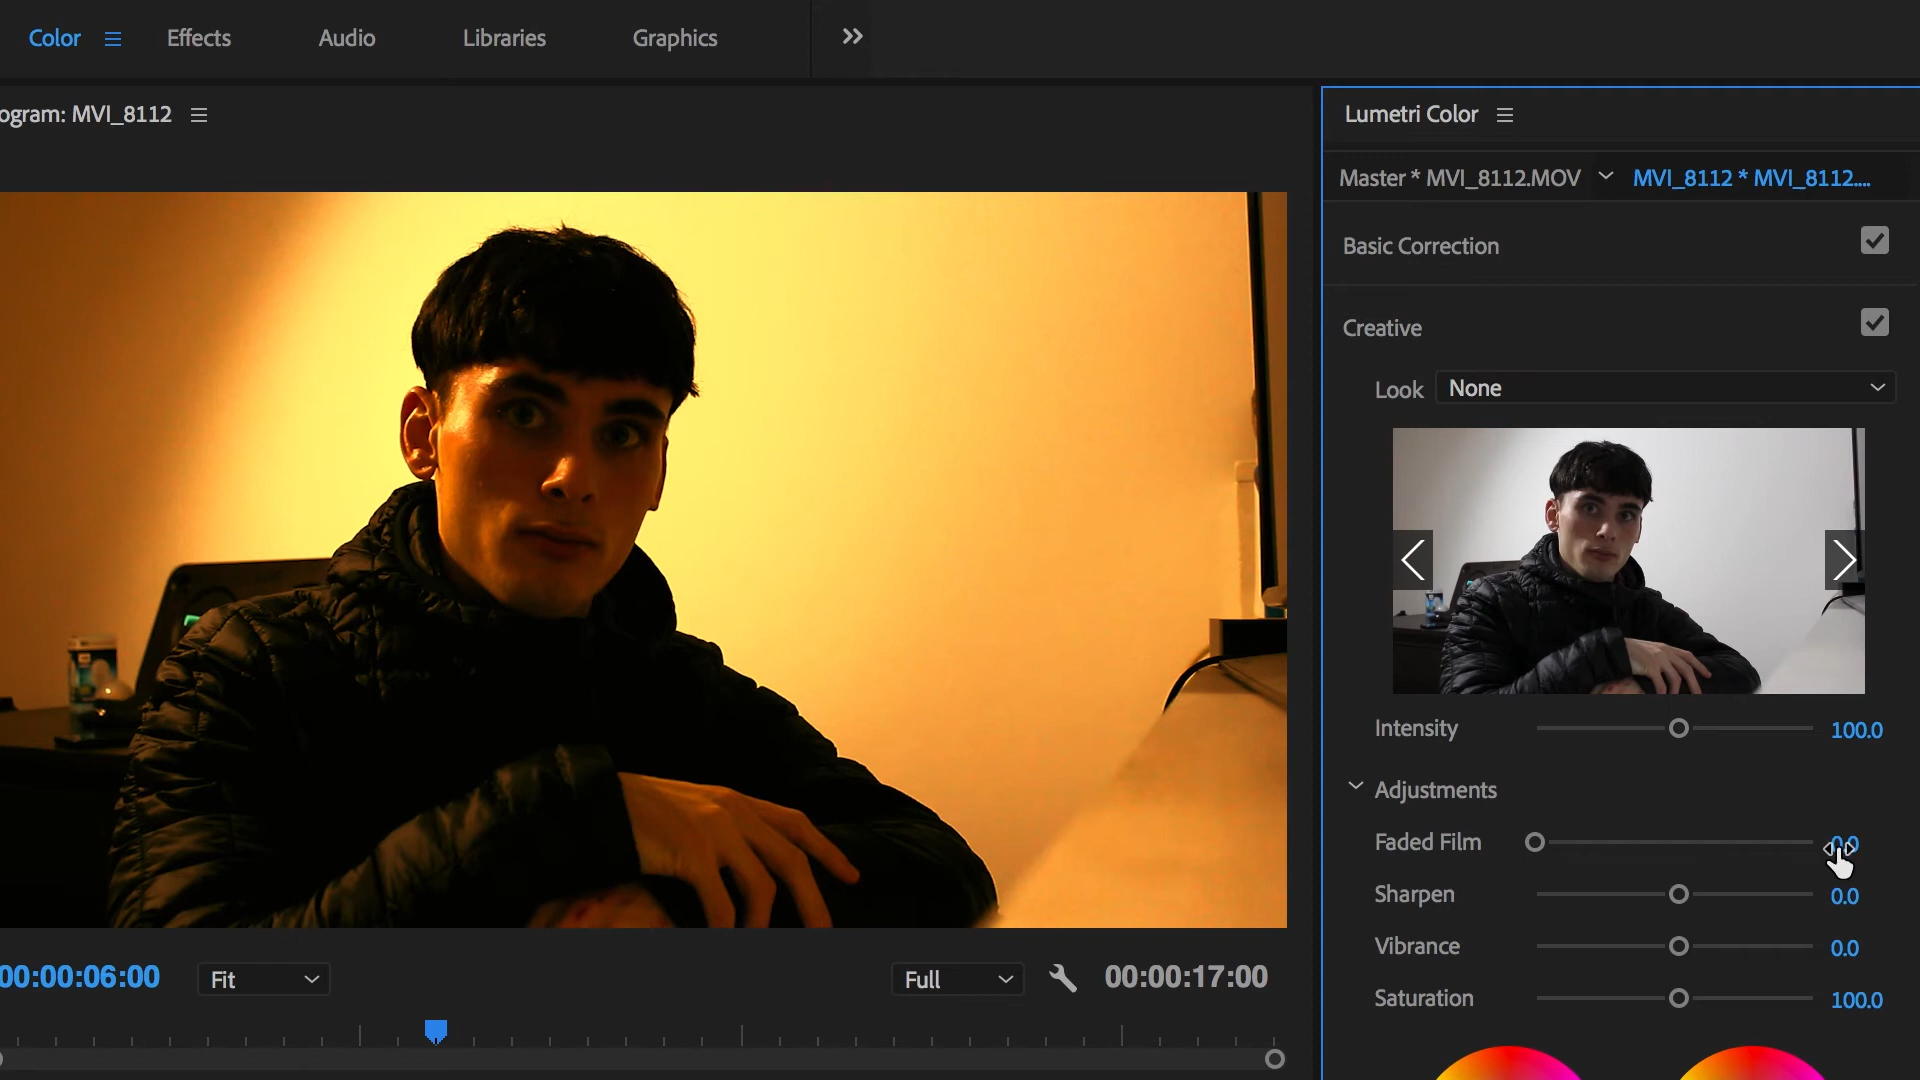 Color Effects Audio Libraries Graphics
ogram: MVI_8112
Lumetri Color
Master * MVI_8112.MOV MVI_8112 * MVI_8112....
Basic Correction
Creative
Look None
Intensity 100.0
Adjustments
Faded Film 0.0
Sharpen 0.0
Vibrance 0.0
Saturation 100.0
00:00:06:00 Fit Full 00:00:17:00